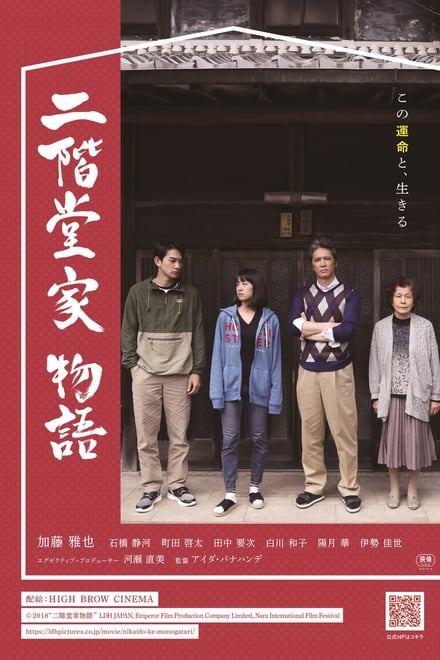 この運命と、生きる
二階堂家物語
加藤 雅也 石橋 静河 町田 啓太 田中 要次 白川 和子 陽月 華 伊勢 佳世
エグゼクティブ・プロデューサー 河瀨 直美 監督 アイダ・パナハンデ
配給：HIGH BROW CINEMA
©2018“二階堂家物語” LDH JAPAN, Emperor Film Production Company Limited, Nara International Film Festival
https://ldhpictures.co.jp/movie/nikaido-ke-monogatari/
公式HPはコチラ
映倫